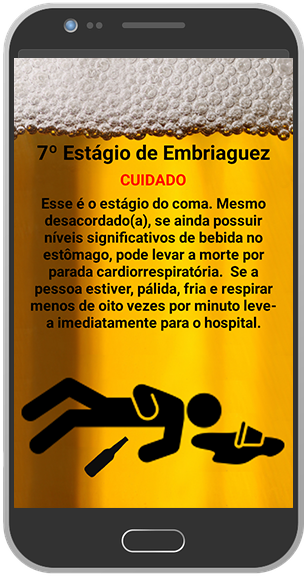 7º Estágio de Embriaguez
CUIDADO
Esse é o estágio do coma. Mesmo
desacordado(a), se ainda possuir
níveis significativos de bebida no
estômago, pode levar a morte por
parada cardiorrespiratória.  Se a
pessoa estiver, pálida, fria e respirar
menos de oito vezes por minuto leve-
a imediatamente para o hospital.